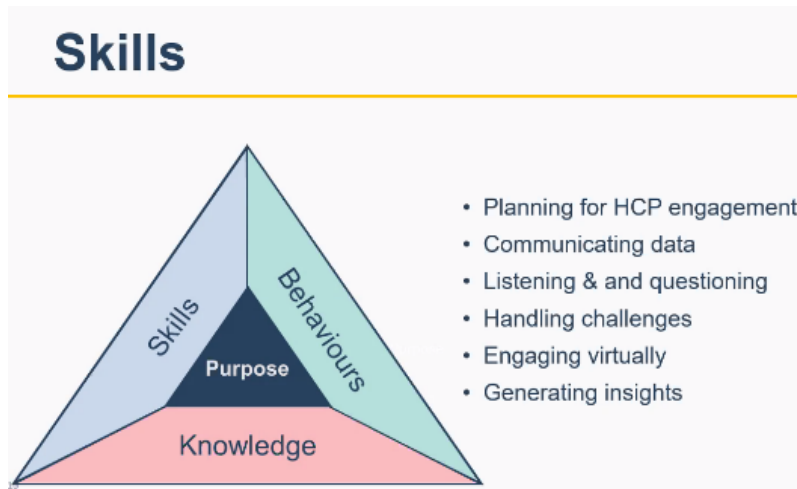 Skills
Skills
Behaviours
Purpose
Knowledge
• Planning for HCP engagement
• Communicating data
• Listening & and questioning
• Handling challenges
• Engaging virtually
• Generating insights